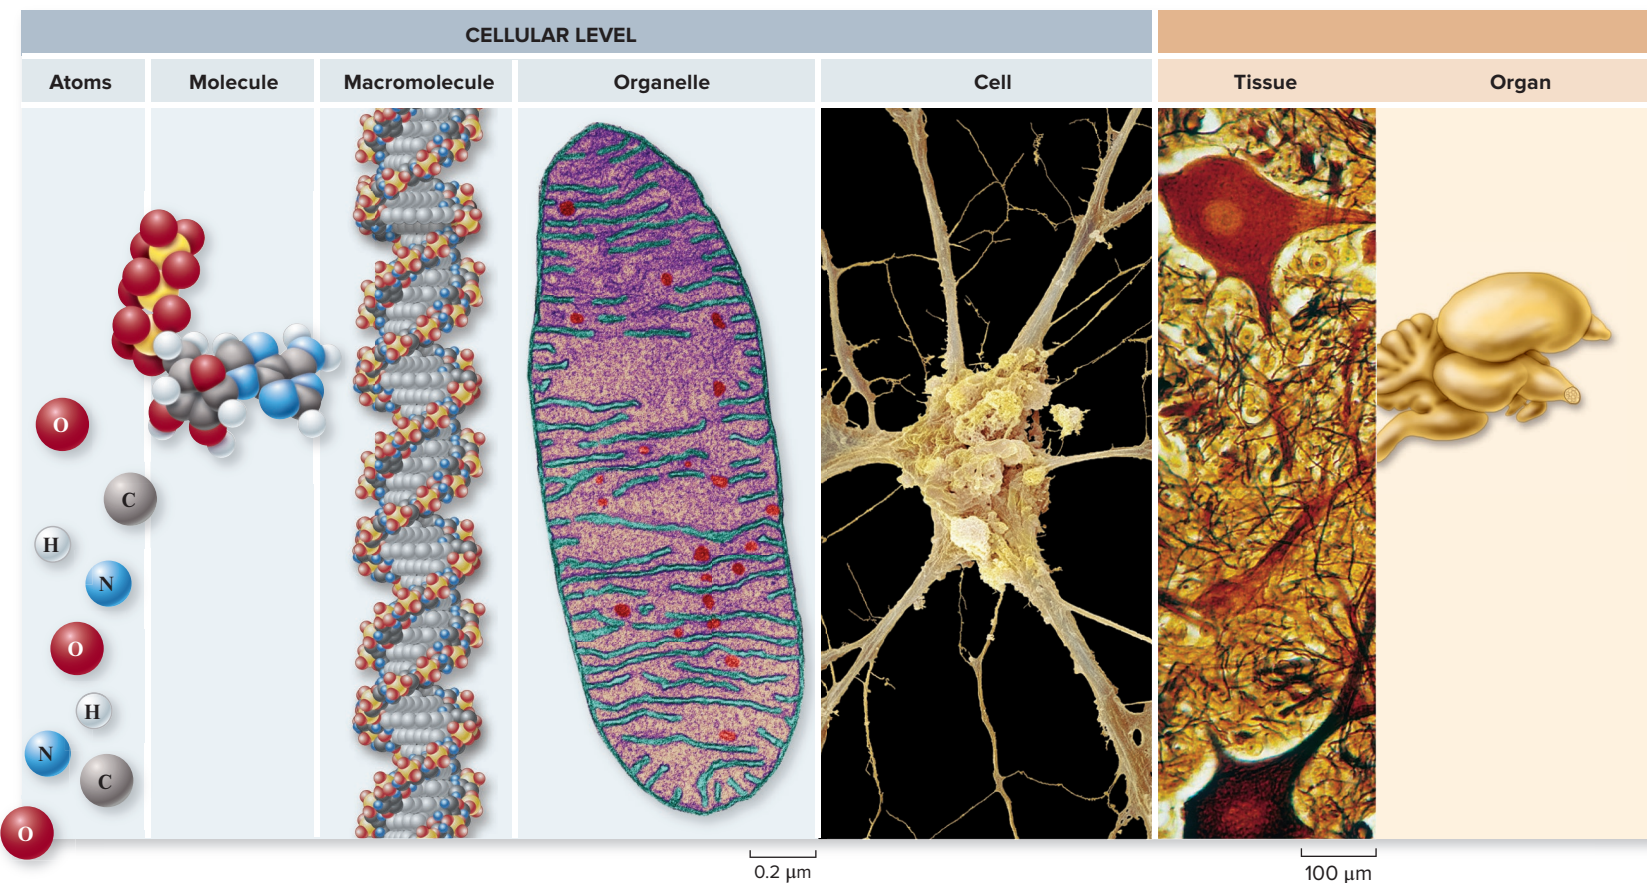 CELLULAR LEVEL
Atoms
Molecule
Macromolecule
Organelle
Cell
Tissue
Organ
O
C
H
N
O
H
N
C
O
0.2 μm
100 μm